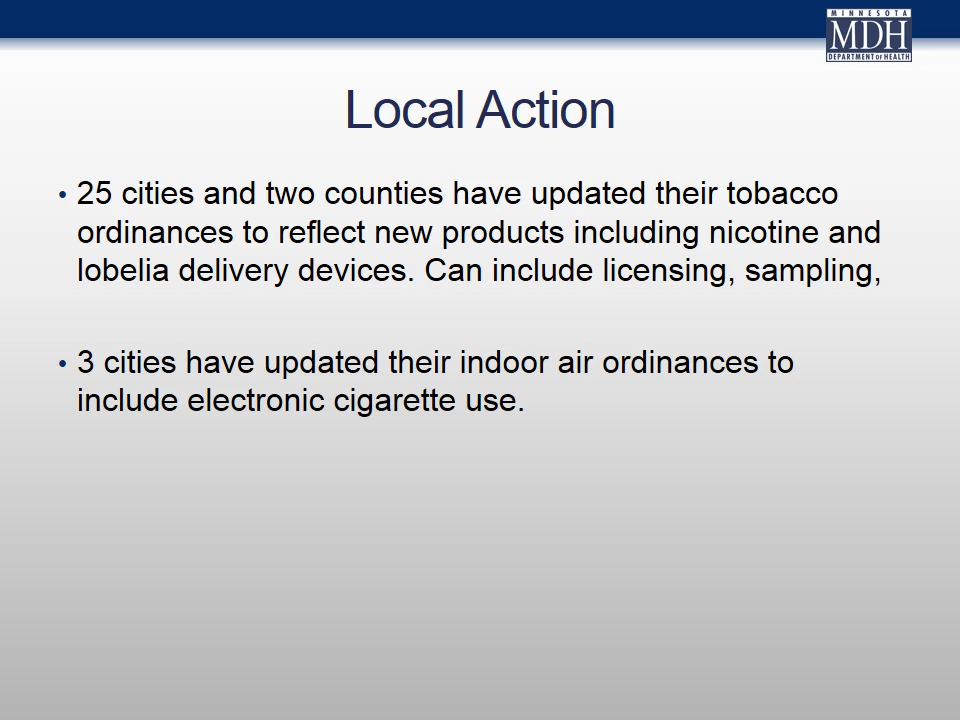 MINNESOTA
MDH
DEPARTMENT OF HEALTH
Local Action
• 25 cities and two counties have updated their tobacco
ordinances to reflect new products including nicotine and
lobelia delivery devices. Can include licensing, sampling,
• 3 cities have updated their indoor air ordinances to
include electronic cigarette use.